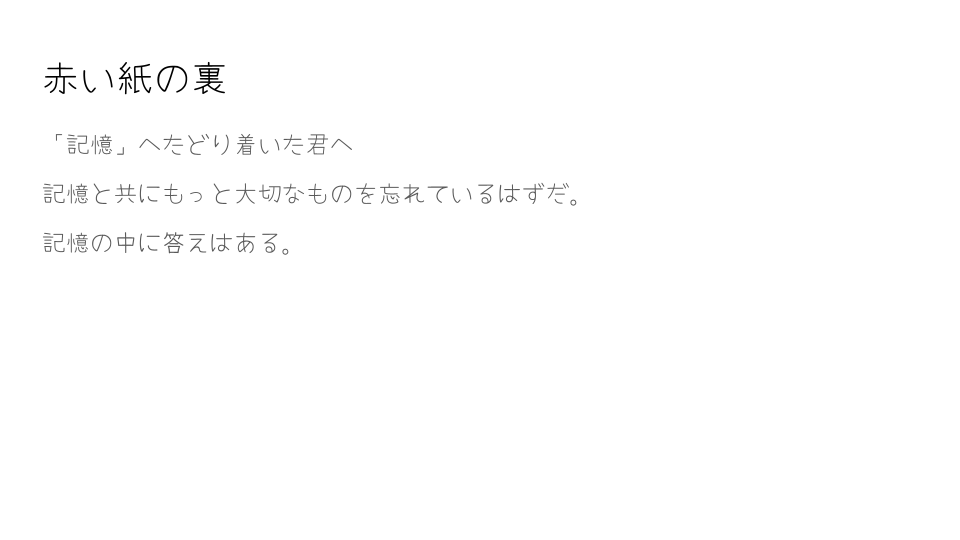 赤い紙の裏
「記憶」へたどり着いた君へ
記憶と共にもっと大切なものを忘れているはずだ。
記憶の中に答えはある。